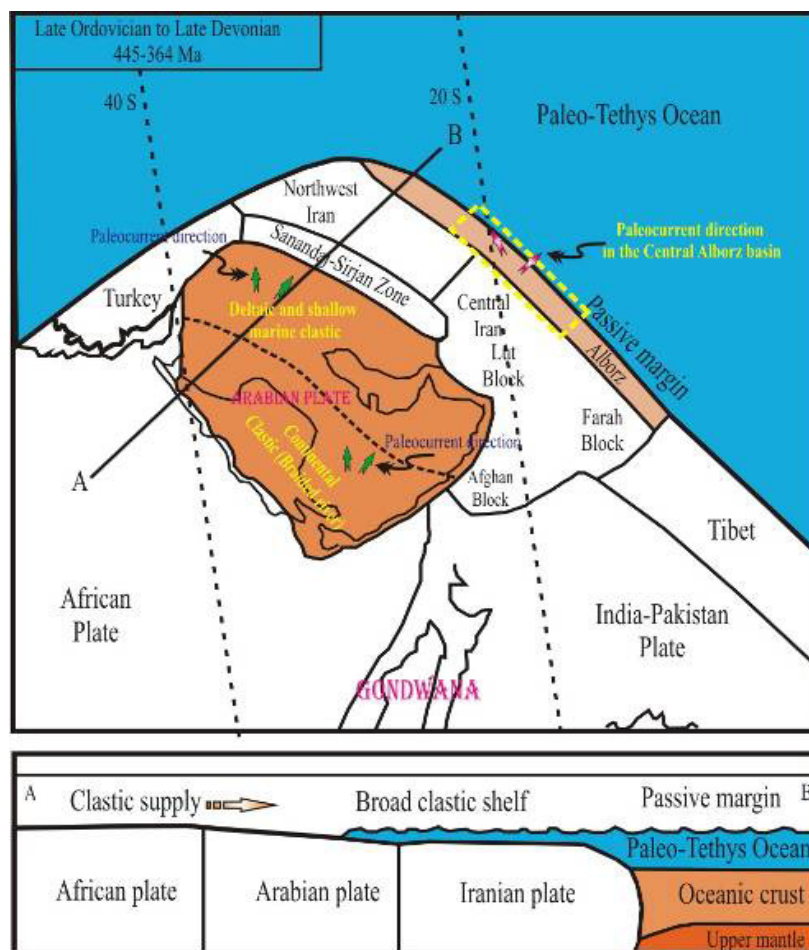 Late Ordovician to Late Devonian
445-364 Ma
40 S
20 S
Paleo-Tethys Ocean
B
Northwest
Iran
Paleocurrent direction
Paleocurrent direction
in the Central Alborz basin
Sanandaj-Sirjan Zone
Turkey
Deltaic and shallow
marine clastic
Central
Iran
Lut
Block
Passive margin
Alborz
ARABIAN PLATE
Continental
Clastic (Braided river)
Paleocurrent direction
Farah
Block
A
Afghan
Block
Tibet
African
Plate
India-Pakistan
Plate
GONDWANA
A
Clastic supply
Broad clastic shelf
Passive margin
B
Paleo-Tethys Ocean
African plate
Arabian plate
Iranian plate
Oceanic crust
Upper mantle